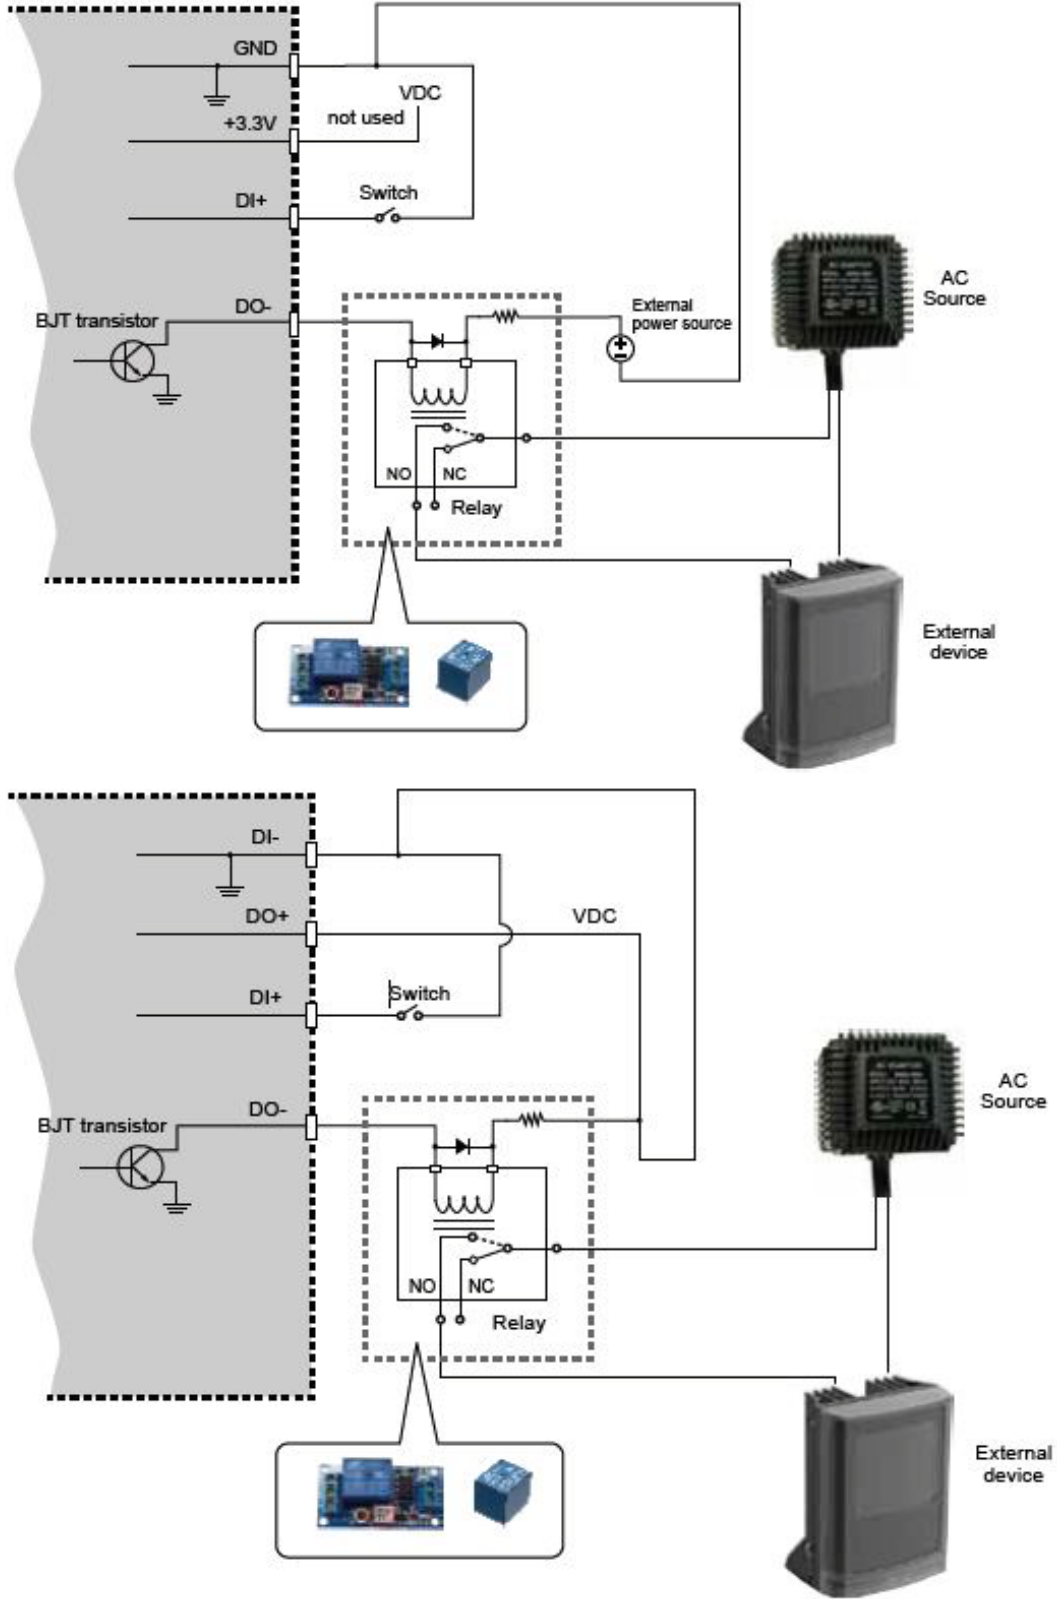 GND
VDC
not used
+3.3V
Switch
DI+
AC
Source
DO-
External
power source
BJT transistor
NO
NC
Relay
External
device
DI-
DO+
VDC
DI+
Switch
AC
Source
DO-
BJT transistor
NO
NC
Relay
External
device